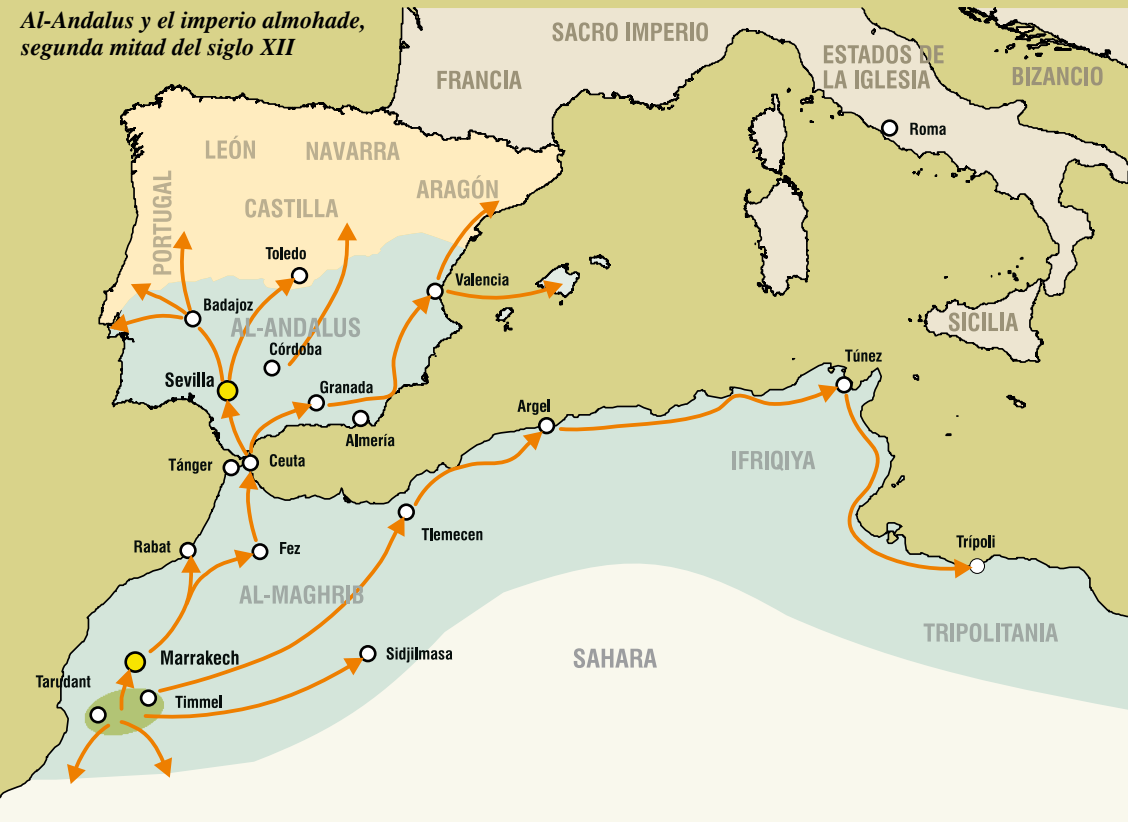 Al-Andalus y el imperio almohade,
segunda mitad del siglo XII
SACRO IMPERIO
ESTADOS DE
LA IGLESIA
BIZANCIO
FRANCIA
Roma
LEÓN
NAVARRA
ARAGÓN
PORTUGAL
CASTILLA
Toledo
Valencia
Badajoz
AL-ANDALUS
SICILIA
Córdoba
Túnez
Sevilla
Granada
Argel
Almería
Tánger
Ceuta
IFRIQIYA
Tlemecen
Rabat
Fez
Trípoli
AL-MAGHRIB
TRIPOLITANIA
Marrakech
Sidjilmasa
SAHARA
Tarudant
Timmel